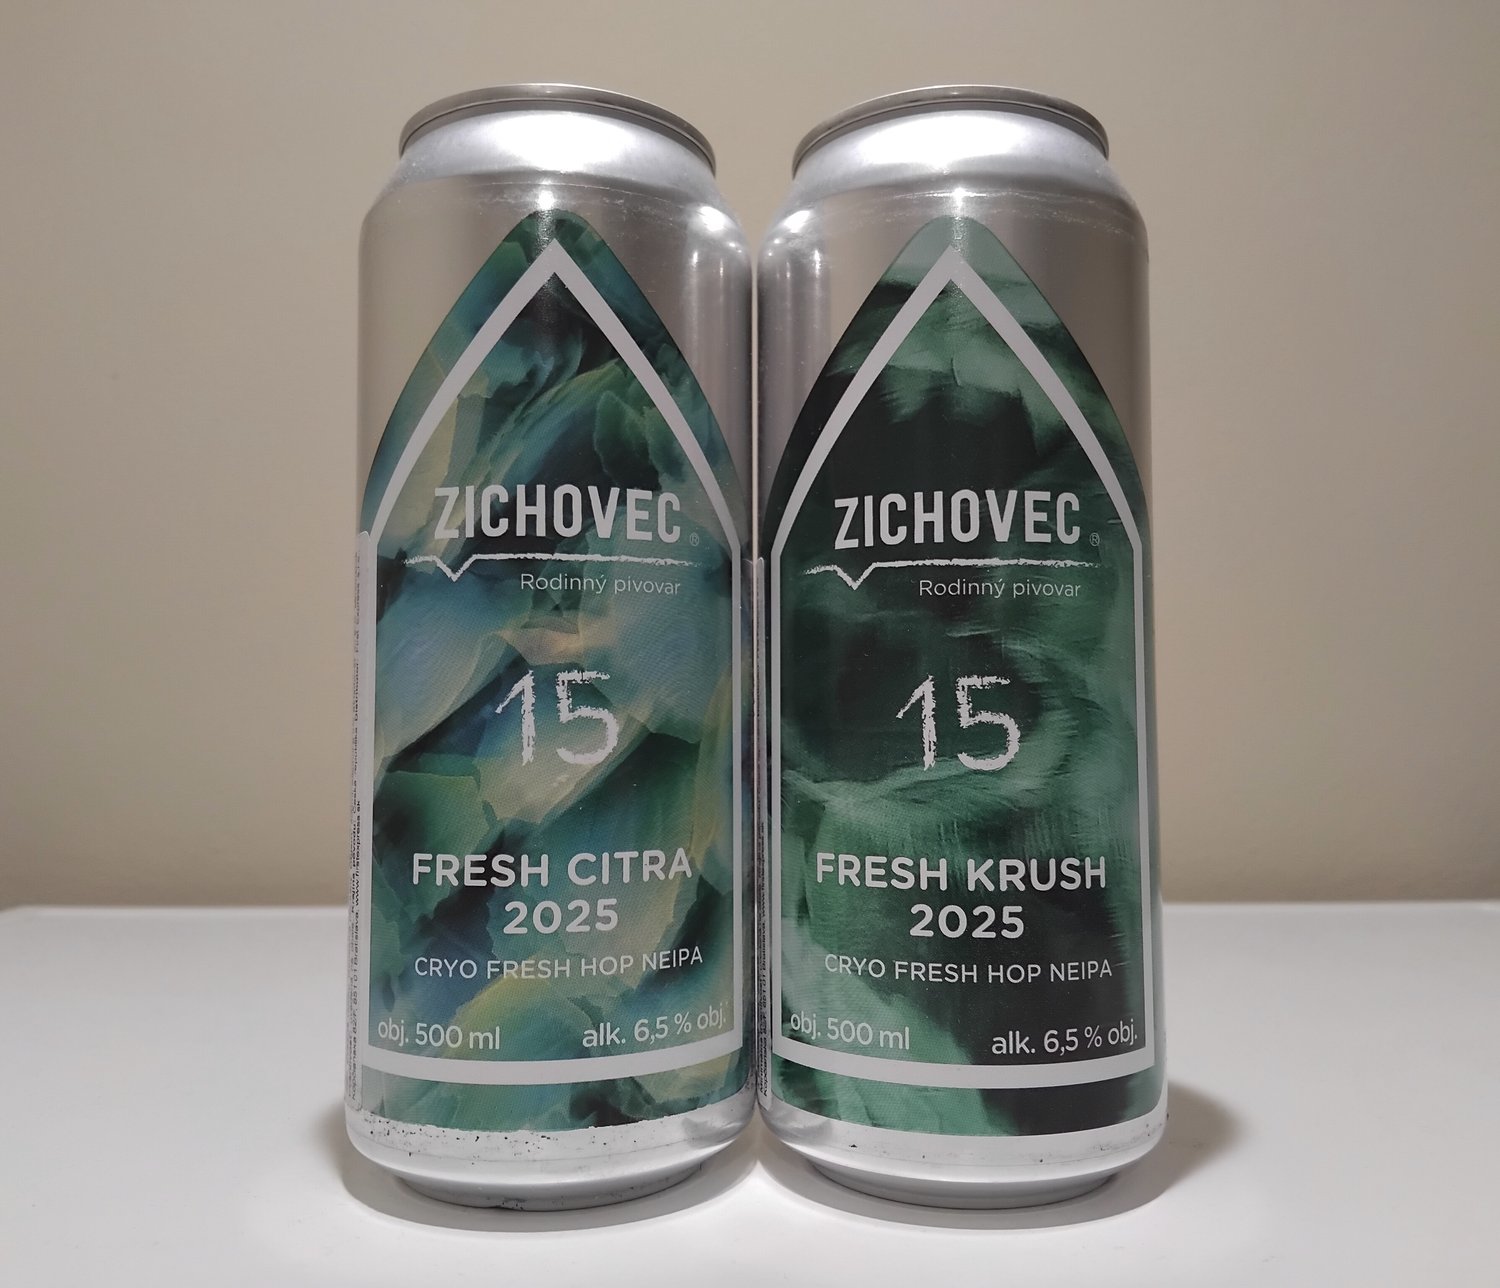 ZICHOVEC®
Rodinný pivovar
15
FRESH CITRA
2025
CRYO FRESH HOP NEIPA
obj. 500 ml alk. 6,5 % obj.
ZICHOVEC®
Rodinný pivovar
15
FRESH KRUSH
2025
CRYO FRESH HOP NEIPA
obj. 500 ml alk. 6,5 % obj.